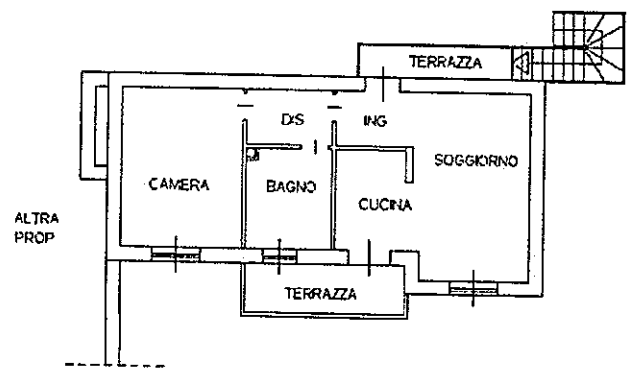 TERRAZZA
DIS
ING
SOGGIORNO
CAMERA
BAGNO
CUCINA
ALTRA
PROP
TERRAZZA